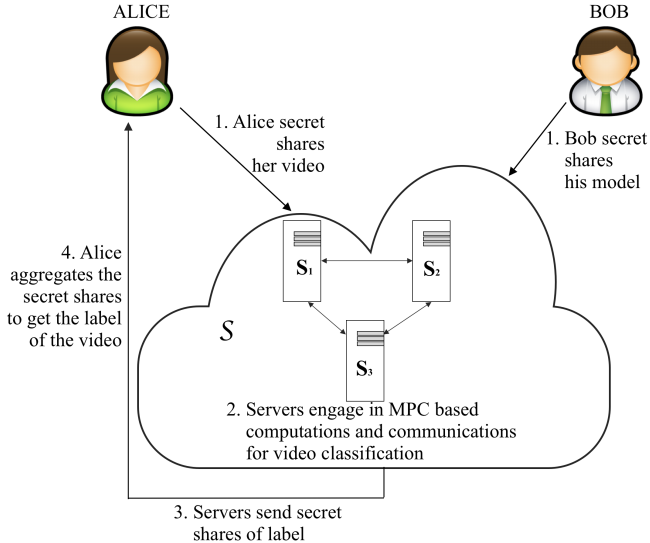 ALICE
BOB
1. Alice secret
shares
her video
1. Bob secret
shares
his model
4. Alice
aggregates the
secret shares
to get the label
of the video
S1
S2
S
S3
2. Servers engage in MPC based
computations and communications
for video classification
3. Servers send secret
shares of label